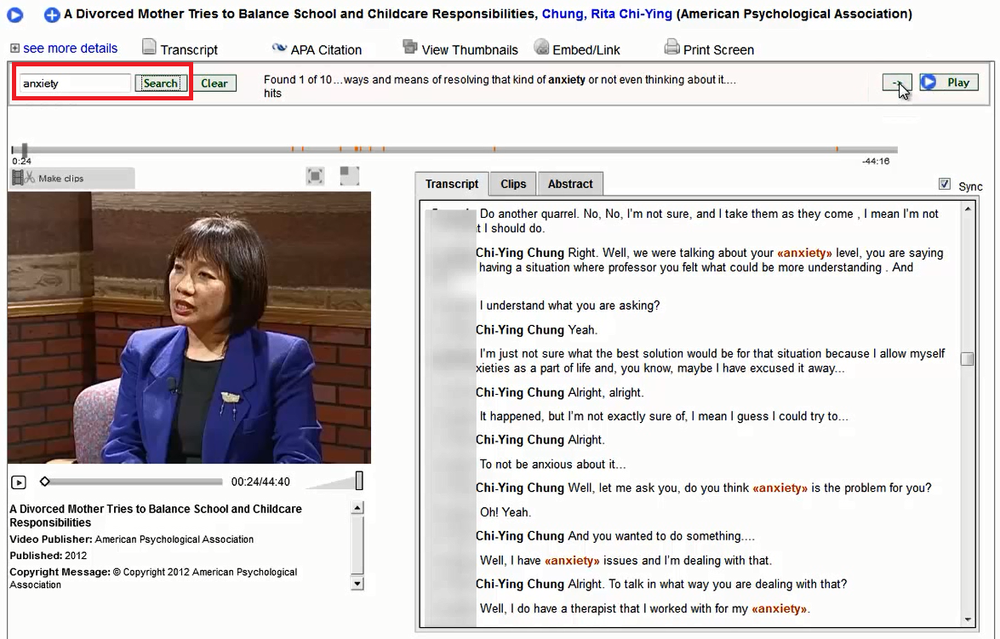 A Divorced Mother Tries to Balance School and Childcare Responsibilities, Chung, Rita Chi-Ying (American Psychological Association)
see more details Transcript APA Citation View Thumbnails Embed/Link Print Screen
anxiety Search Clear Found 1 of 10...ways and means of resolving that kind of anxiety or not even thinking about it.... -> Play
hits
0:24 -44:16
Make clips
Transcript Clips Abstract Sync
Do another quarrel. No, No, I'm not sure, and I take them as they come , I mean I'm not
t I should do.
Chi-Ying Chung Right. Well, we were talking about your «anxiety» level, you are saying
having a situation where professor you felt what could be more understanding . And
I understand what you are asking?
Chi-Ying Chung Yeah.
I'm just not sure what the best solution would be for that situation because I allow myself
xieties as a part of life and, you know, maybe I have excused it away...
Chi-Ying Chung Alright, alright.
It happened, but I'm not exactly sure of, I mean I guess I could try to...
Chi-Ying Chung Alright.
To not be anxious about it...
Chi-Ying Chung Well, let me ask you, do you think «anxiety» is the problem for you?
Oh! Yeah.
Chi-Ying Chung And you wanted to do something....
Well, I have «anxiety» issues and I'm dealing with that.
Chi-Ying Chung Alright. To talk in what way you are dealing with that?
Well, I do have a therapist that I worked with for my «anxiety».
00:24/44:40
A Divorced Mother Tries to Balance School and Childcare
Responsibilities
Video Publisher: American Psychological Association
Published: 2012
Copyright Message: © Copyright 2012 American Psychological
Association